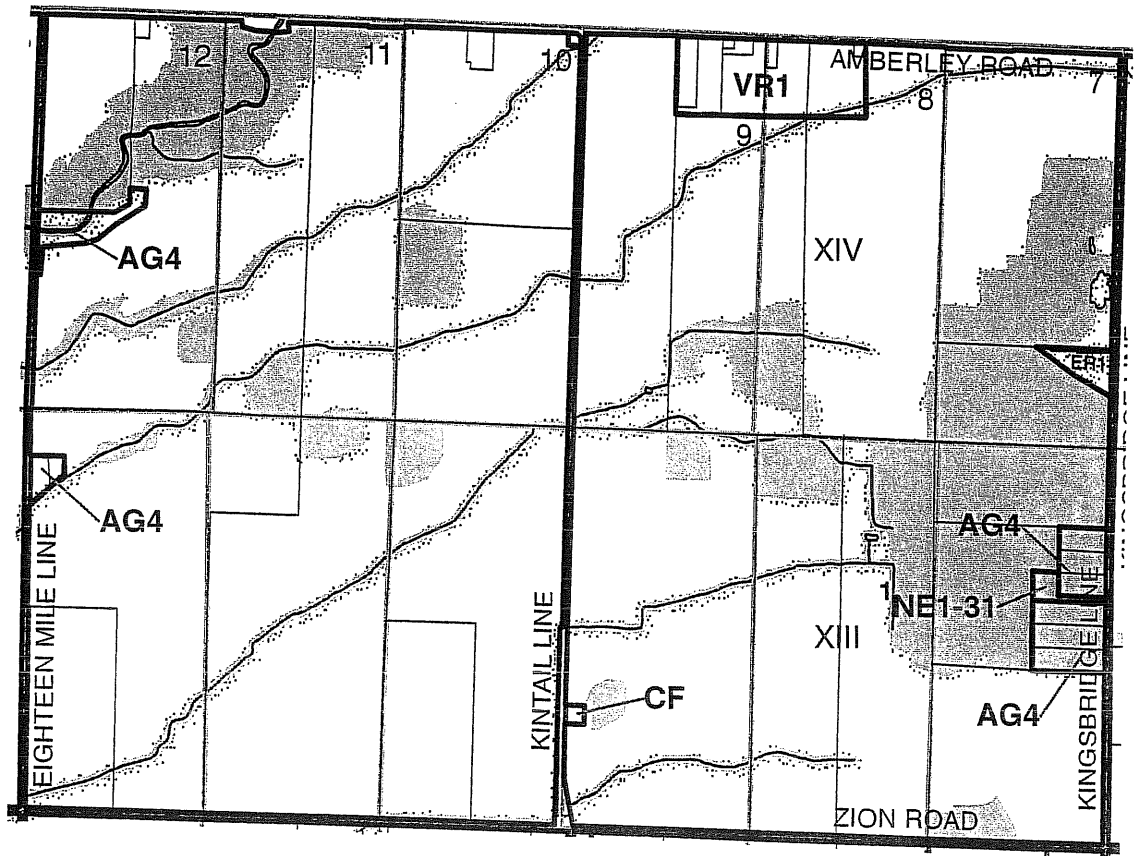 12
11
10
AMBERLEY ROAD
7
VR1
8
9
AG4
XIV
ER1
AG4
AG4
NE1-31
1
XIII
EIGHTEEN MILE LINE
KINTAIL LINE
CF
AG4
KINGSBRIDGE LINE
ZION ROAD